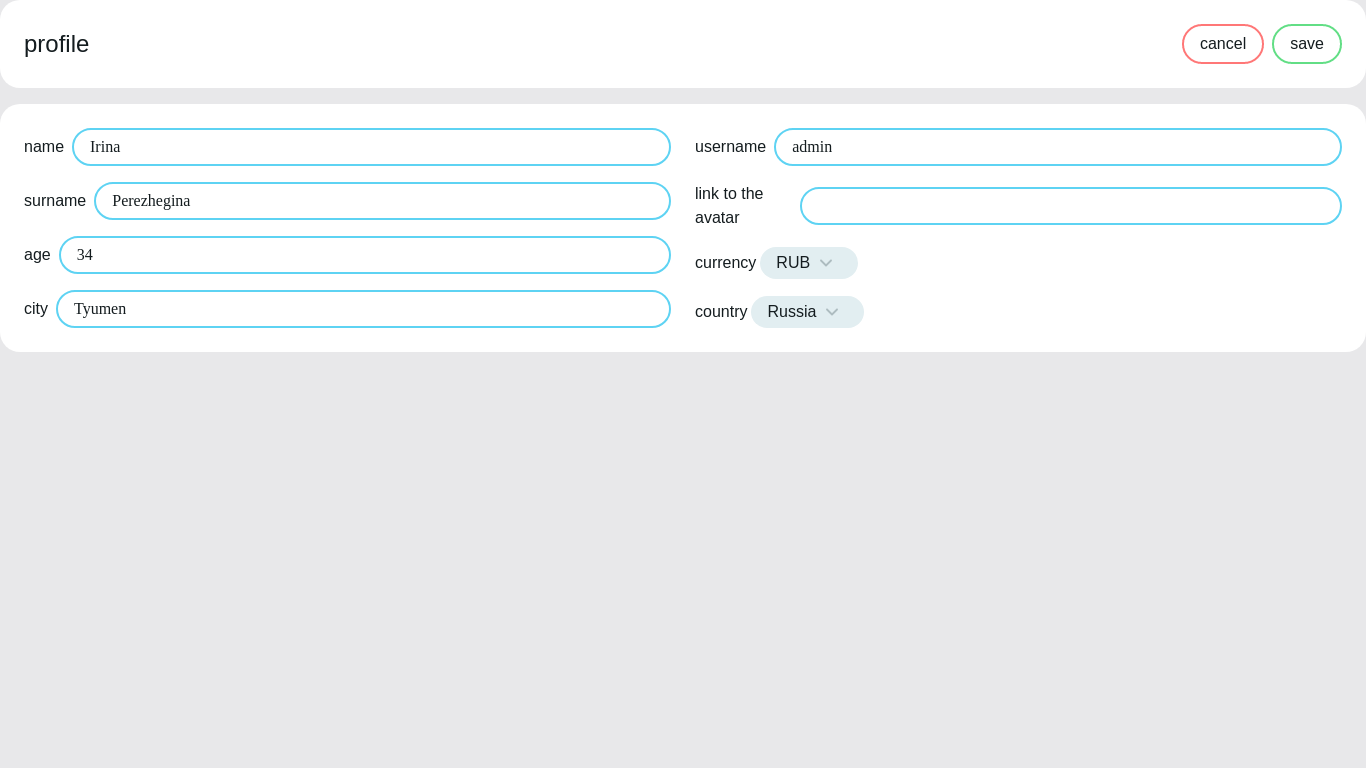 profile
cancel
save
name
Irina
surname
Perezhegina
age
34
city
Tyumen
username
admin
link to the
avatar
currency
RUB
country
Russia